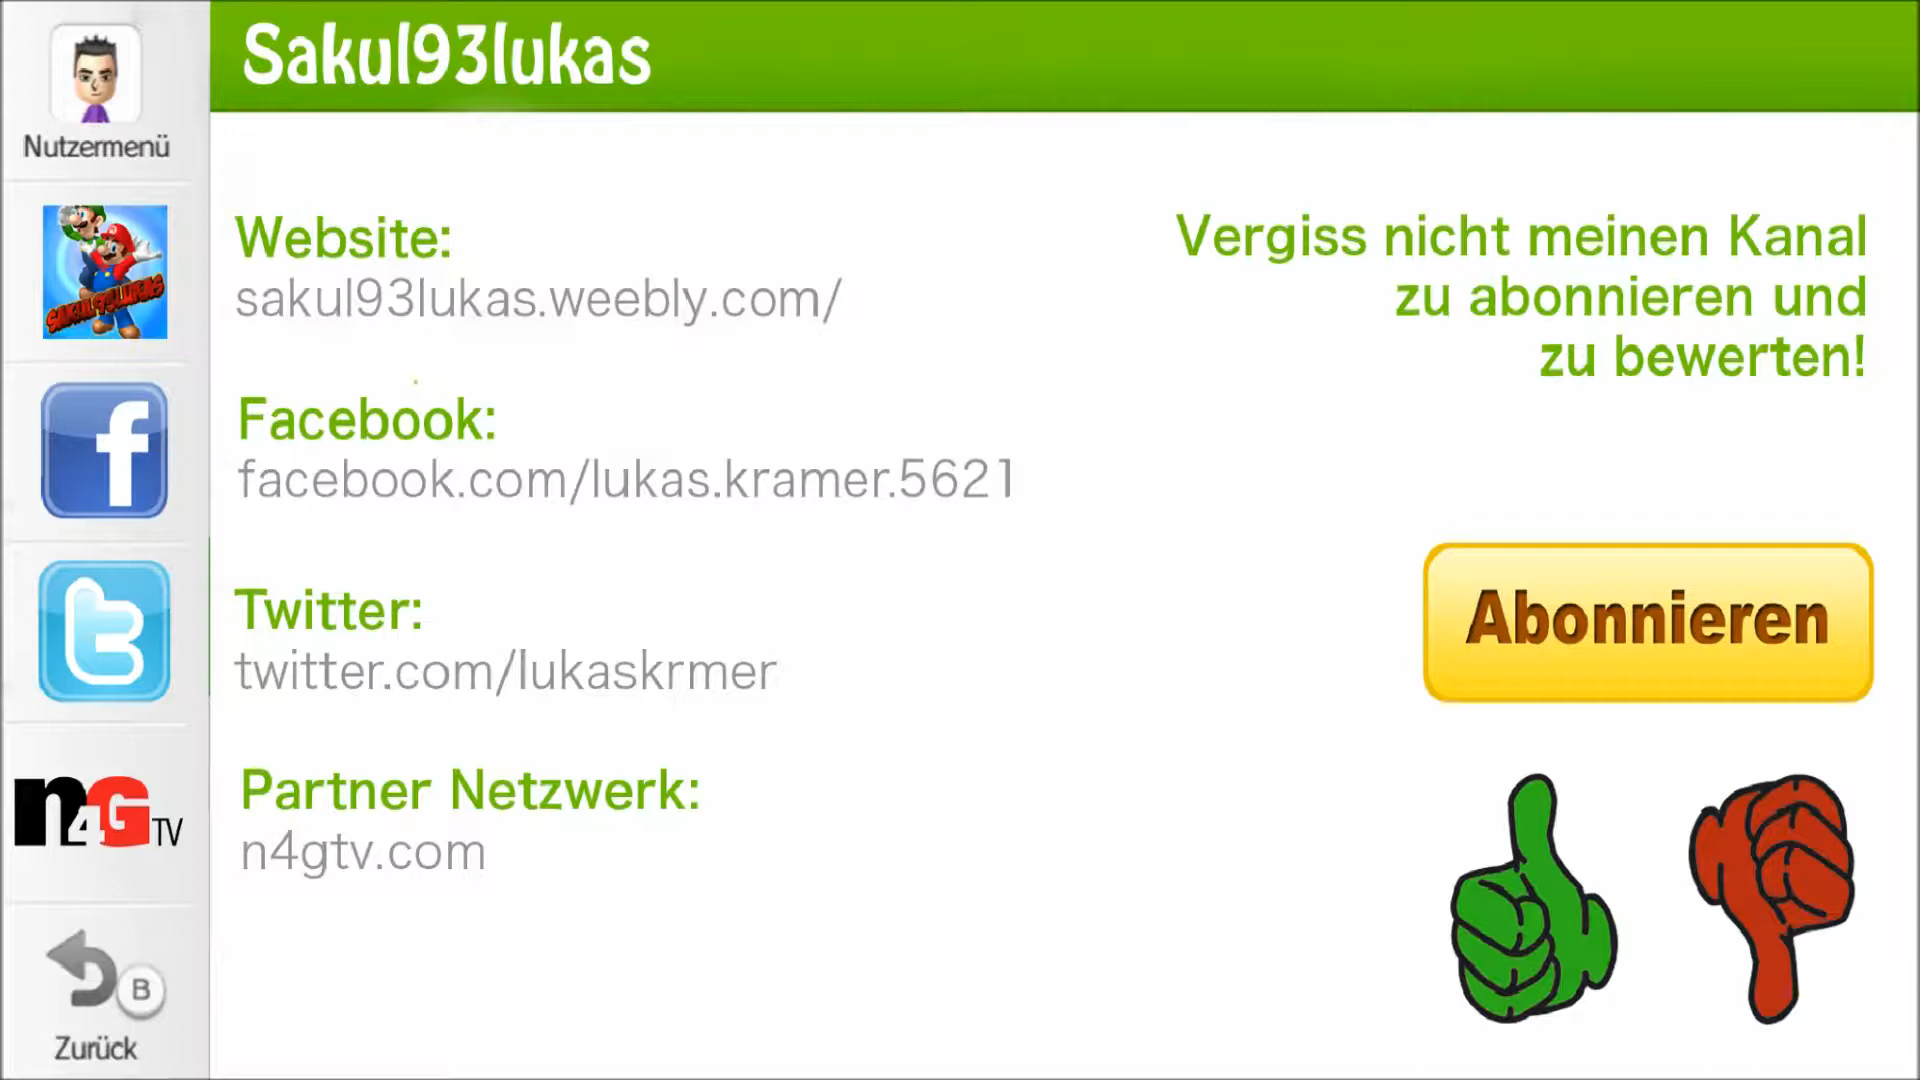 Sakul93lukas
Nutzermenü
SAKUL93LUKAS
Website:
sakul93lukas.weebly.com/
Vergiss nicht meinen Kanal
zu abonnieren und
zu bewerten!
f
Facebook:
facebook.com/lukas.kramer.5621
t
Twitter:
twitter.com/lukaskrmer
Abonnieren
n4G TV
Partner Netzwerk:
n4gtv.com
B
Zurück